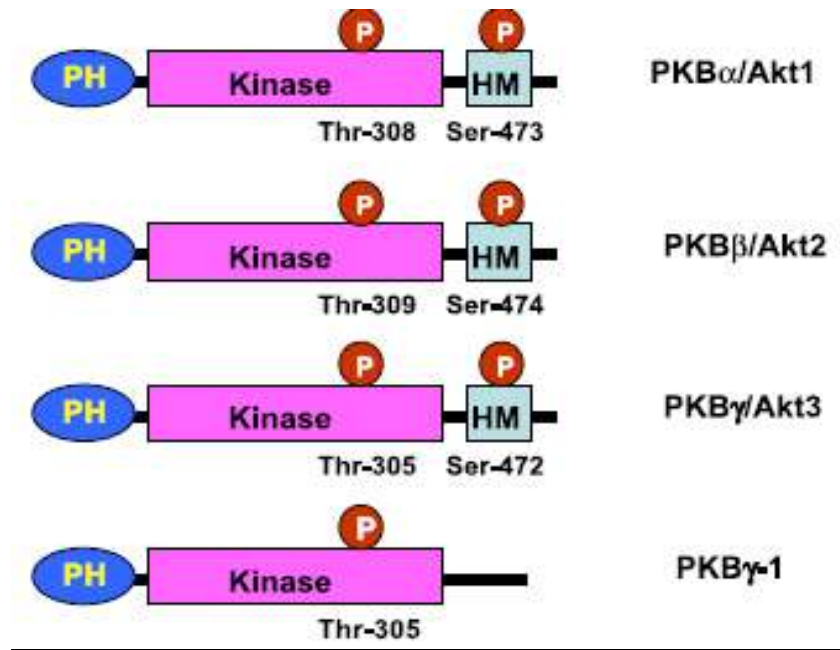 P P
PH Kinase HM PKBα/Akt1
Thr-308 Ser-473
P P
PH Kinase HM PKBβ/Akt2
Thr-309 Ser-474
P P
PH Kinase HM PKBγ/Akt3
Thr-305 Ser-472
P
PH Kinase PKBγ-1
Thr-305